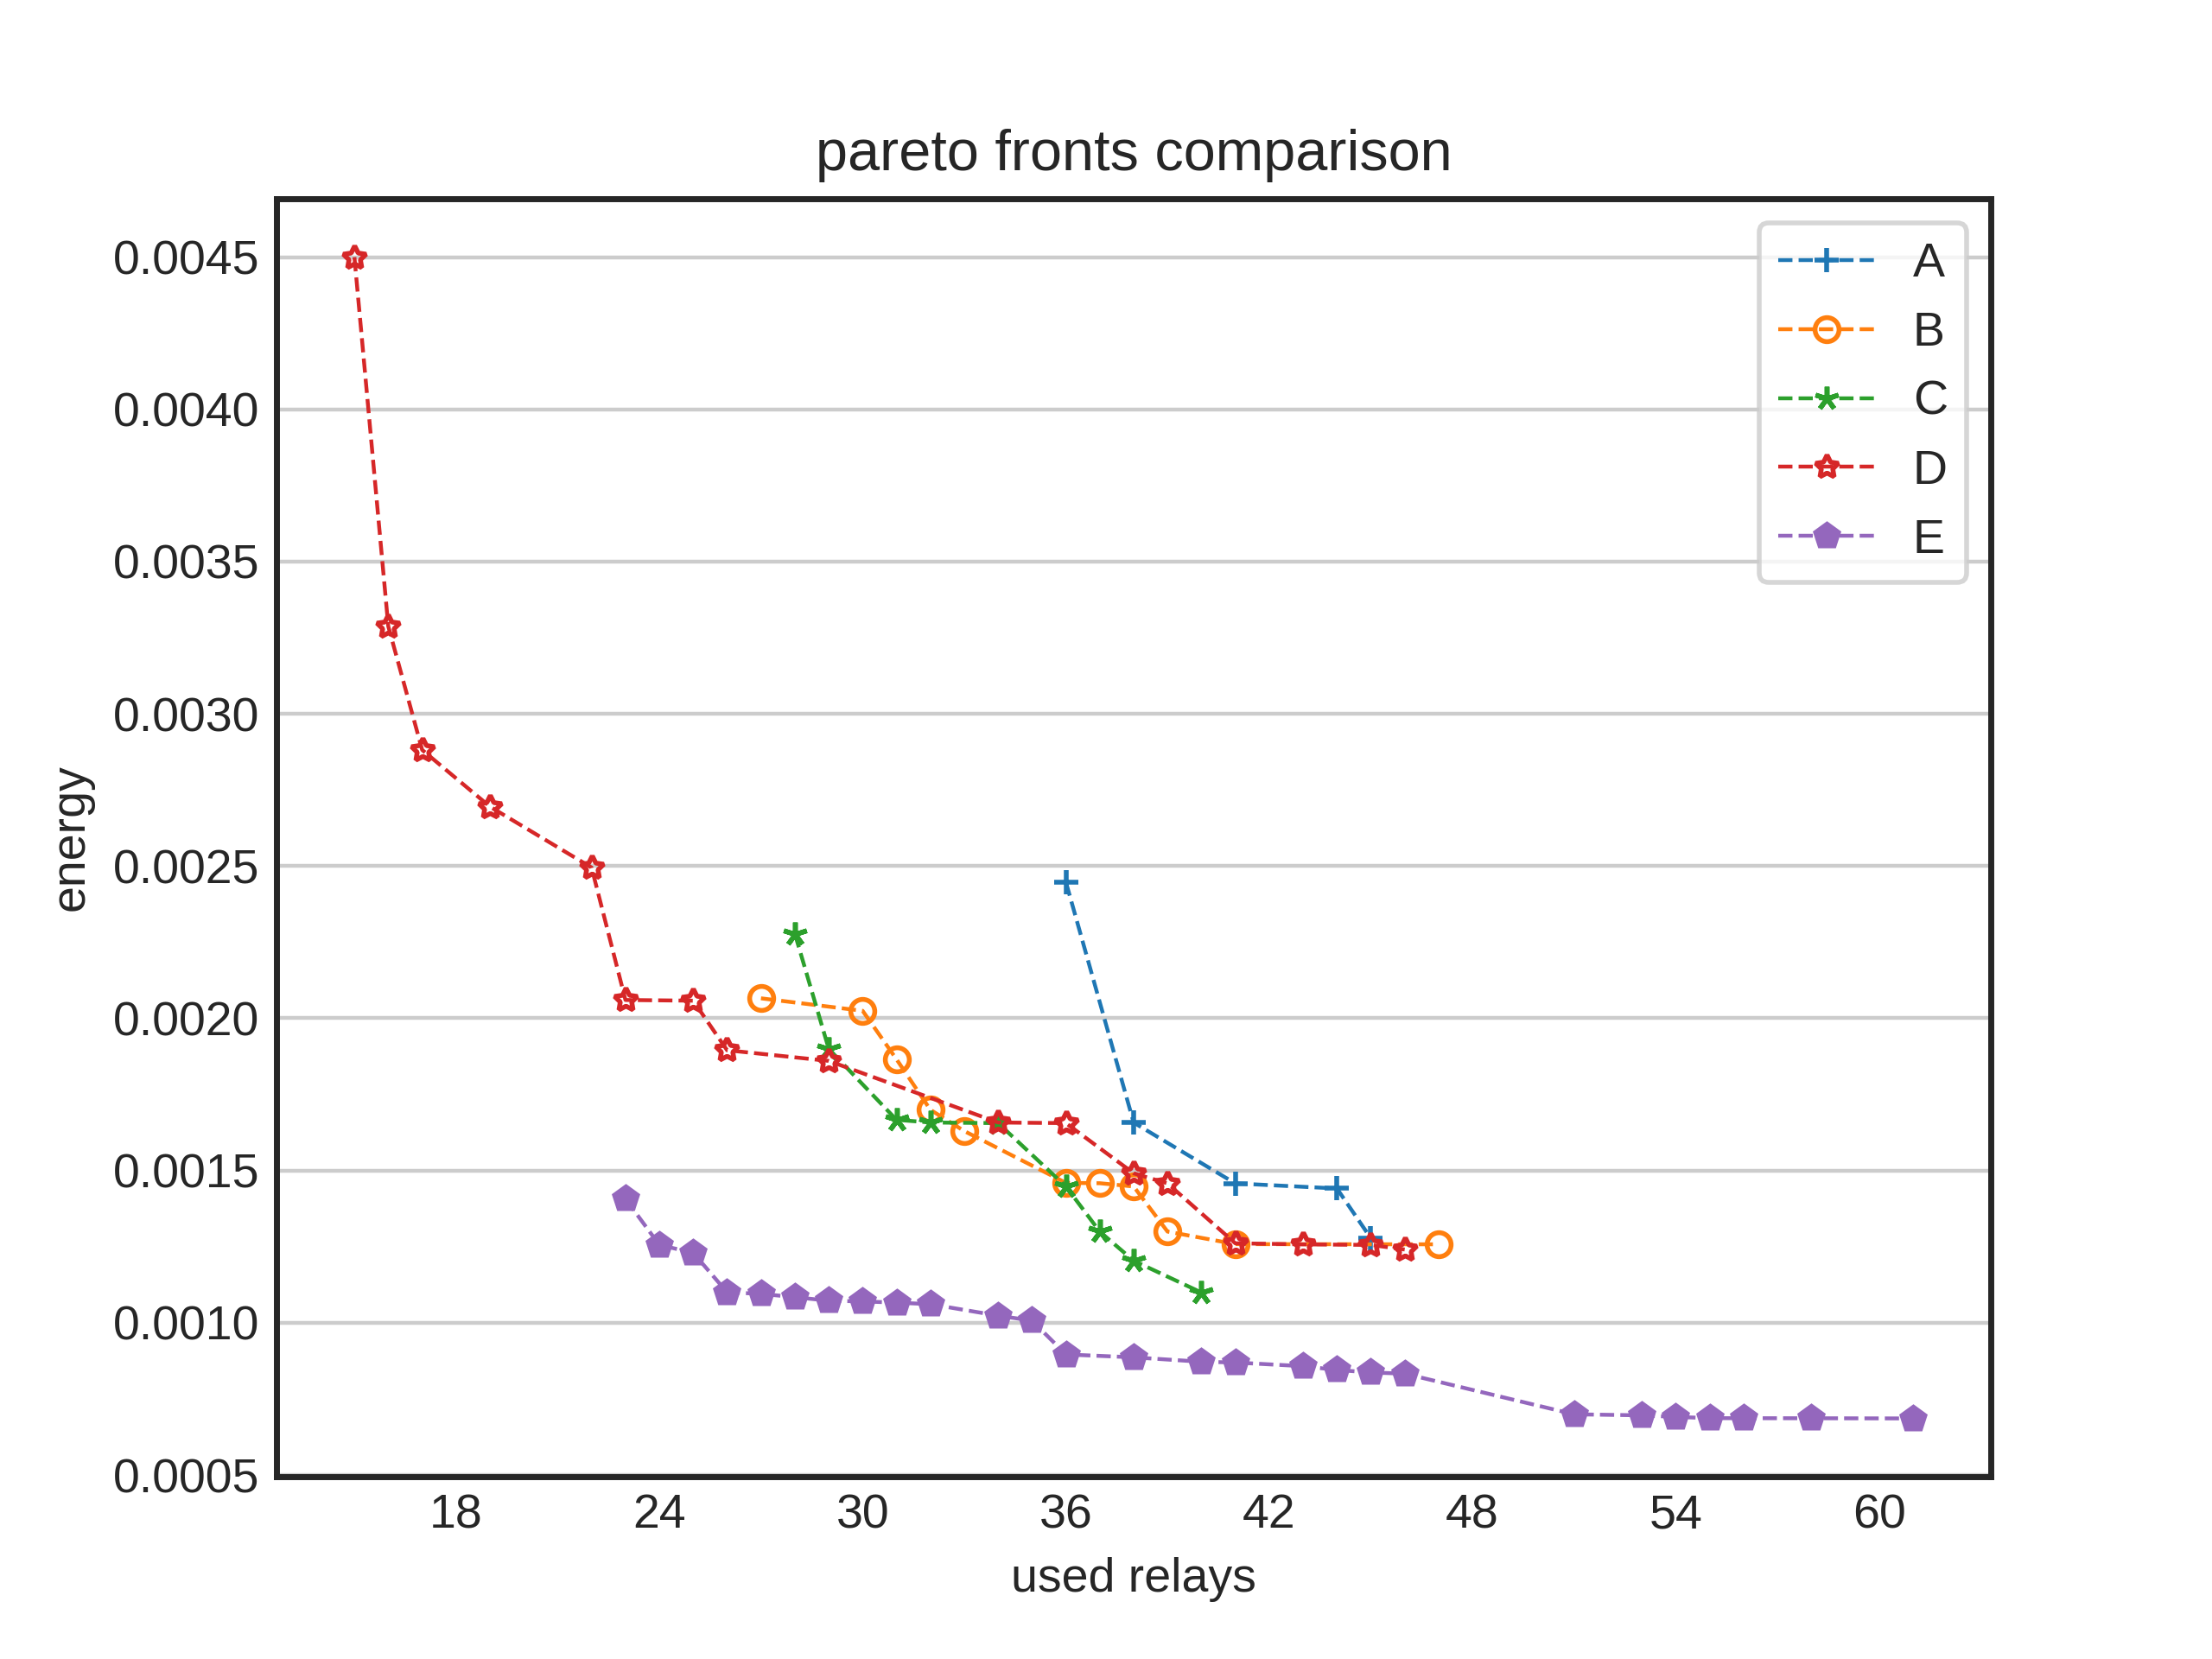 pareto fronts comparison
0.0045
0.0040
0.0035
0.0030
0.0025
0.0020
0.0015
0.0010
0.0005
energy
A
B
C
D
E
18 24 30 36 42 48 54 60
used relays